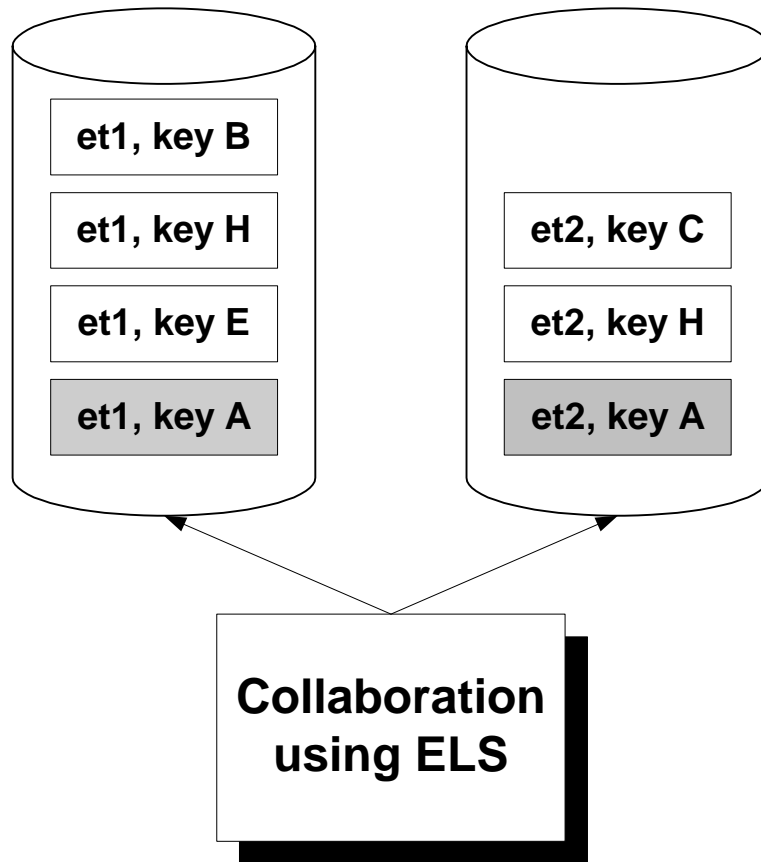 et1, key B
et1, key H
et1, key E
et1, key A
et2, key C
et2, key H
et2, key A
Collaboration
using ELS